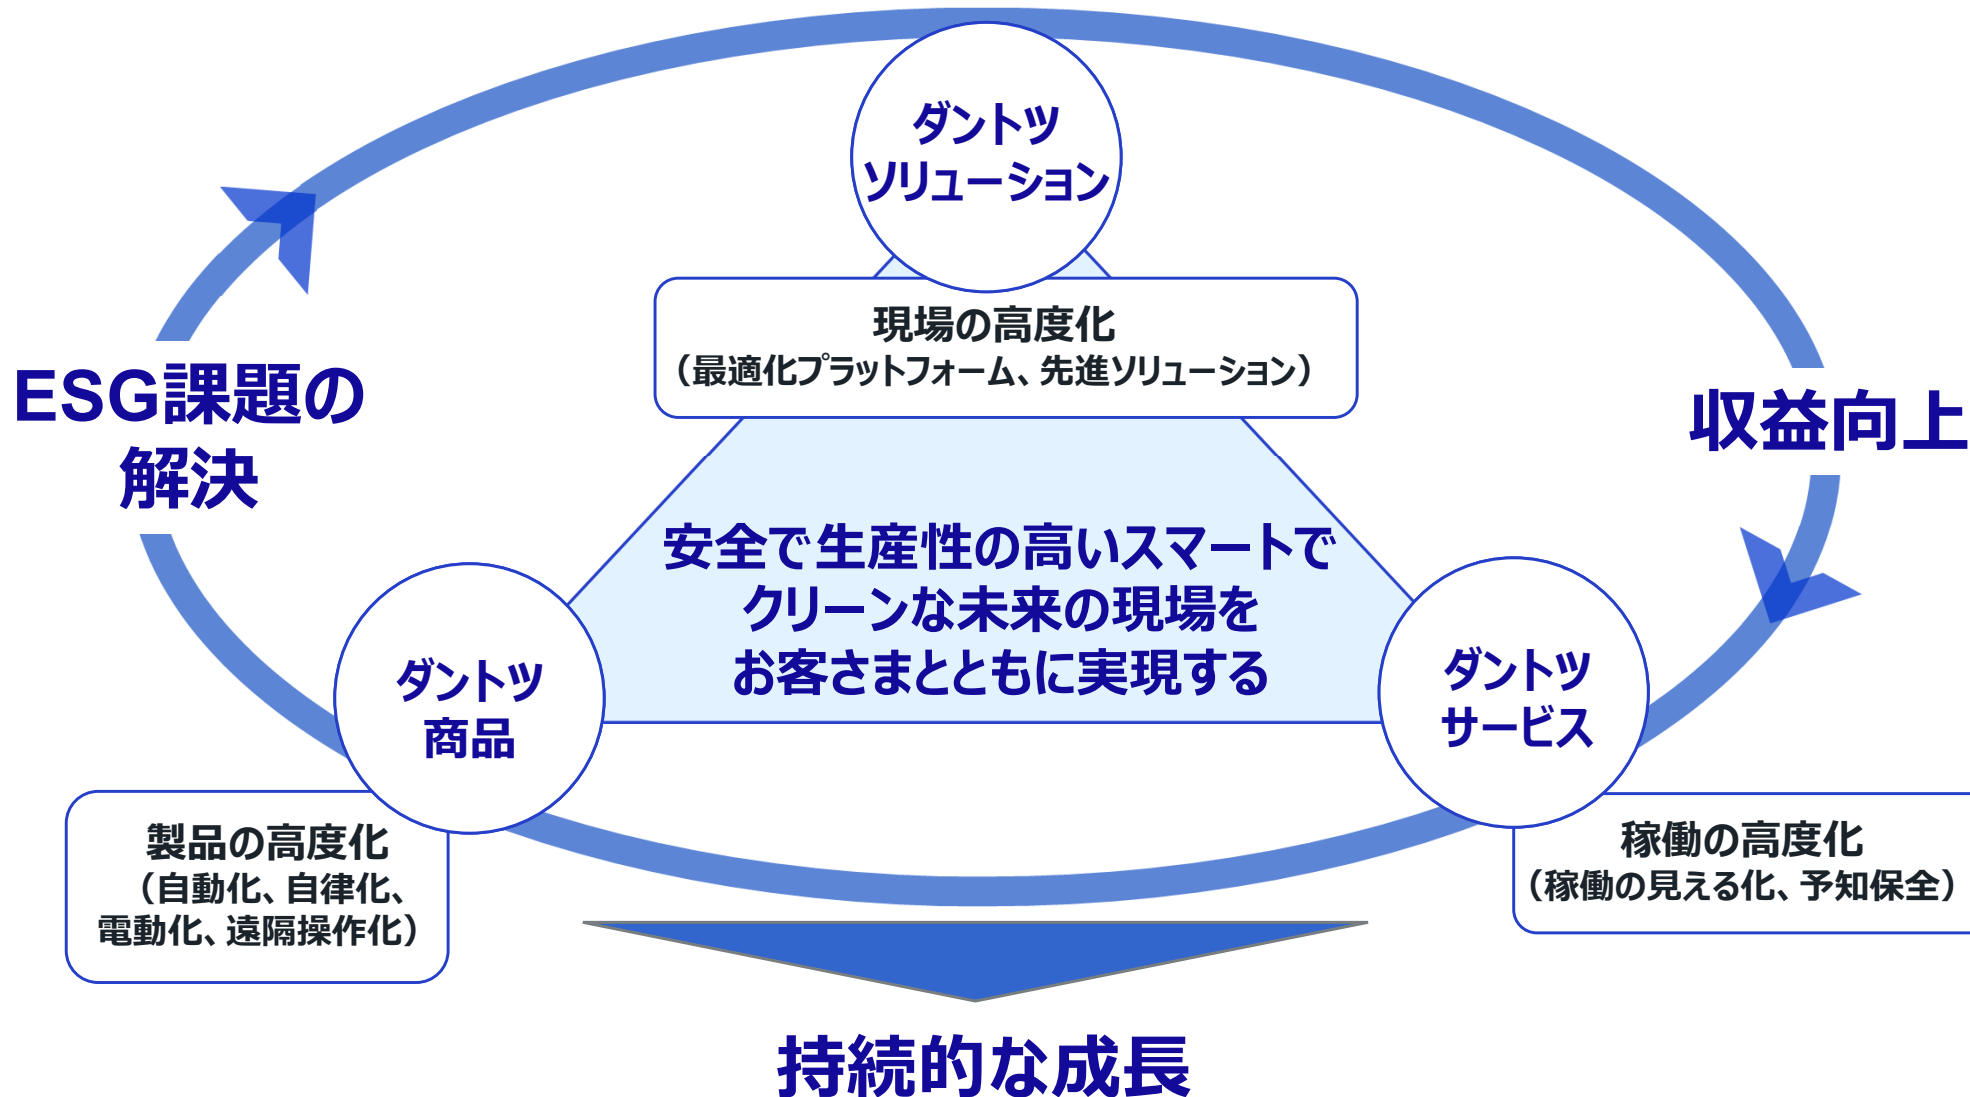 ダントツ
ソリューション
現場の高度化
（最適化プラットフォーム、先進ソリューション）
ESG課題の
解決
収益向上
安全で生産性の高いスマートで
クリーンな未来の現場を
お客さまとともに実現する
ダントツ
商品
ダントツ
サービス
製品の高度化
（自動化、自律化、
電動化、遠隔操作化）
稼働の高度化
（稼働の見える化、予知保全）
持続的な成長